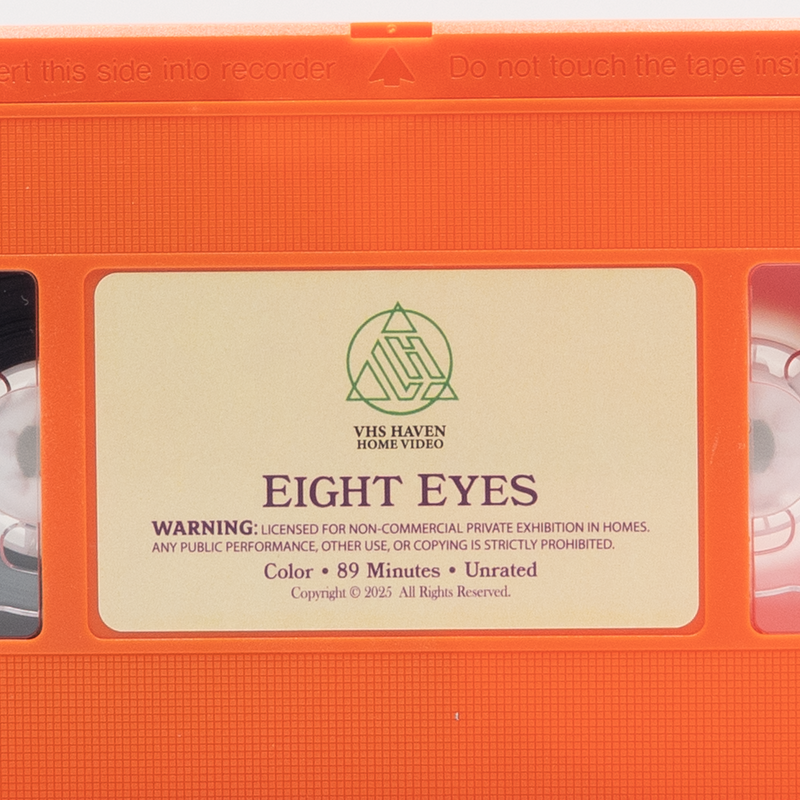 ert this side into recorder Do not touch the tape insi
VHS HAVEN
HOME VIDEO
EIGHT EYES
WARNING: LICENSED FOR NON-COMMERCIAL PRIVATE EXHIBITION IN HOMES.
ANY PUBLIC PERFORMANCE, OTHER USE, OR COPYING IS STRICTLY PROHIBITED.
Color • 89 Minutes • Unrated
Copyright © 2025 All Rights Reserved.